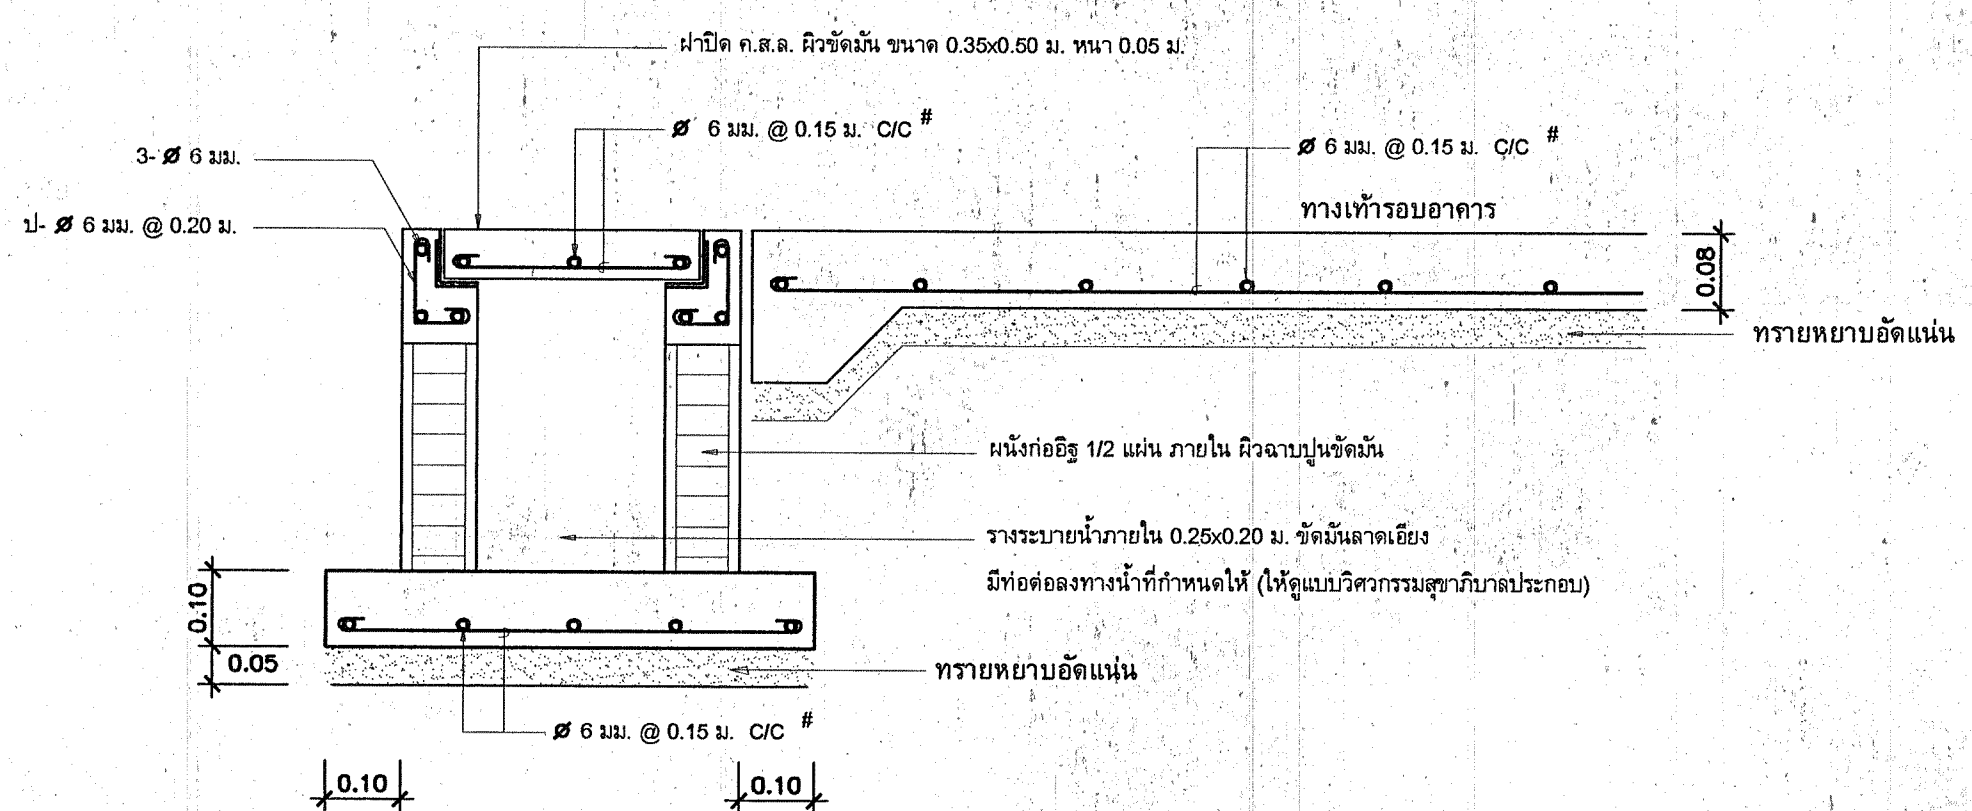 ฝาปิด ค.ส.ล. ผิวขัดมัน ขนาด 0.35x0.50 ม. หนา 0.05 ม.
Ø 6 มม. @ 0.15 ม. C/C #
3- Ø 6 มม.
Ø 6 มม. @ 0.15 ม. C/C #
ป- Ø 6 มม. @ 0.20 ม.
ทางเท้ารอบอาคาร
0.08
ทรายหยาบอัดแน่น
ผนังก่ออิฐ 1/2 แผ่น ภายใน ผิวฉาบปูนขัดมัน
รางระบายน้ำภายใน 0.25x0.20 ม. ขัดมันลาดเอียง
มีท่อต่อลงทางน้ำที่กำหนดให้ (ให้ดูแบบวิศวกรรมสุขาภิบาลประกอบ)
0.10
0.05
ทรายหยาบอัดแน่น
Ø 6 มม. @ 0.15 ม. C/C #
0.10
0.10